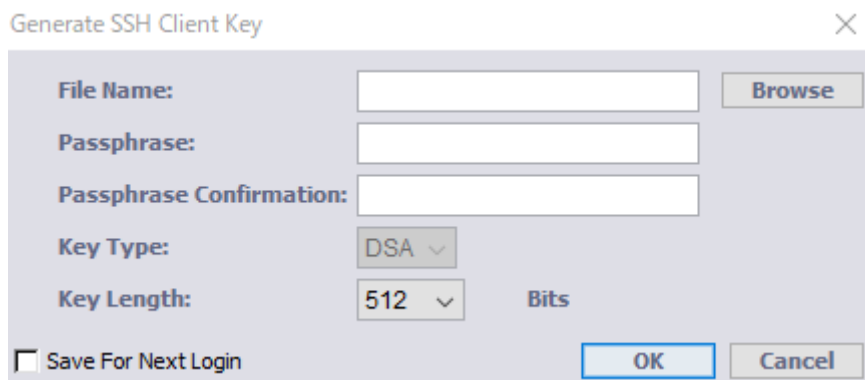 Generate SSH Client Key
File Name: Browse
Passphrase:
Passphrase Confirmation:
Key Type: DSA
Key Length: 512 Bits
Save For Next Login OK Cancel